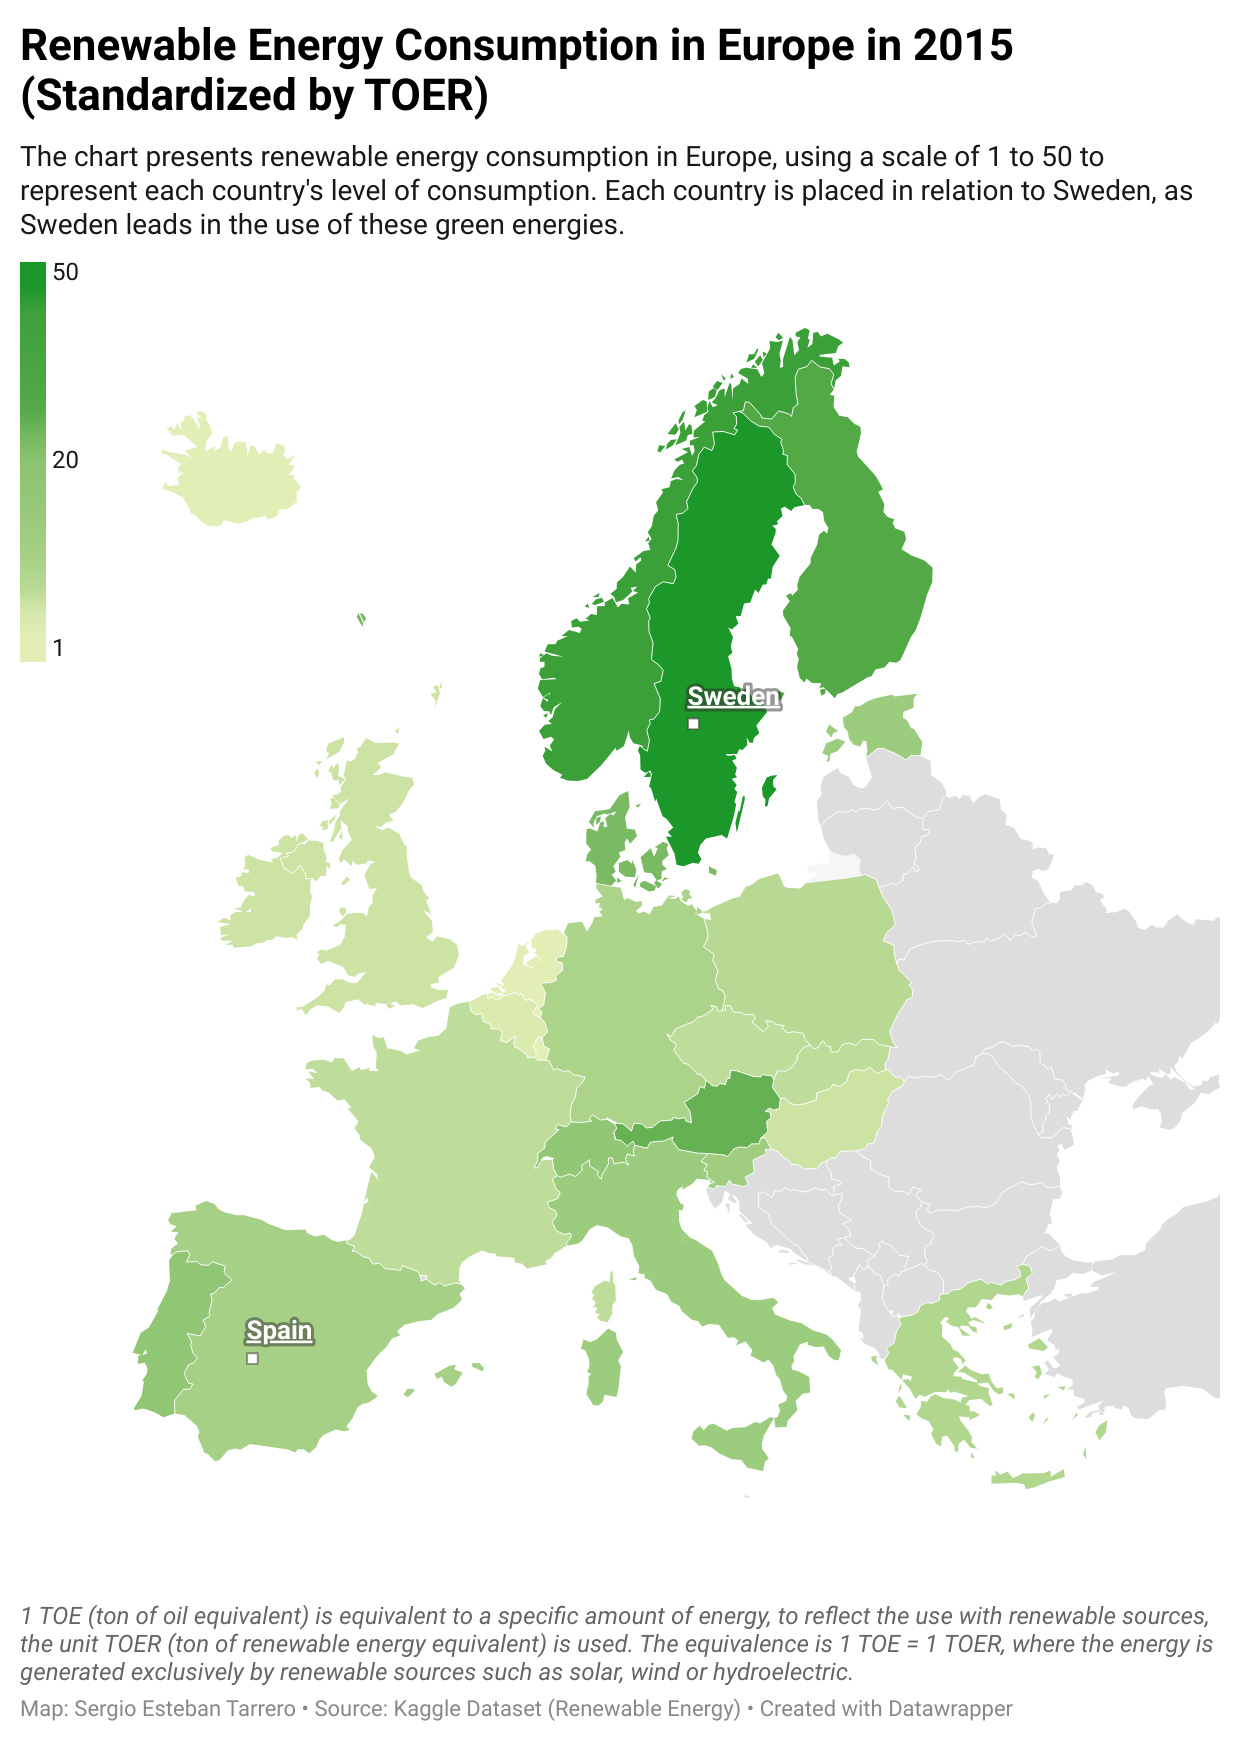 Renewable Energy Consumption in Europe in 2015
(Standardized by TOER)
The chart presents renewable energy consumption in Europe, using a scale of 1 to 50 to
represent each country's level of consumption. Each country is placed in relation to Sweden, as
Sweden leads in the use of these green energies.
50
20
1
Sweden
Spain
1 TOE (ton of oil equivalent) is equivalent to a specific amount of energy, to reflect the use with renewable sources,
the unit TOER (ton of renewable energy equivalent) is used. The equivalence is 1 TOE = 1 TOER, where the energy is
generated exclusively by renewable sources such as solar, wind or hydroelectric.
Map: Sergio Esteban Tarrero • Source: Kaggle Dataset (Renewable Energy) • Created with Datawrapper